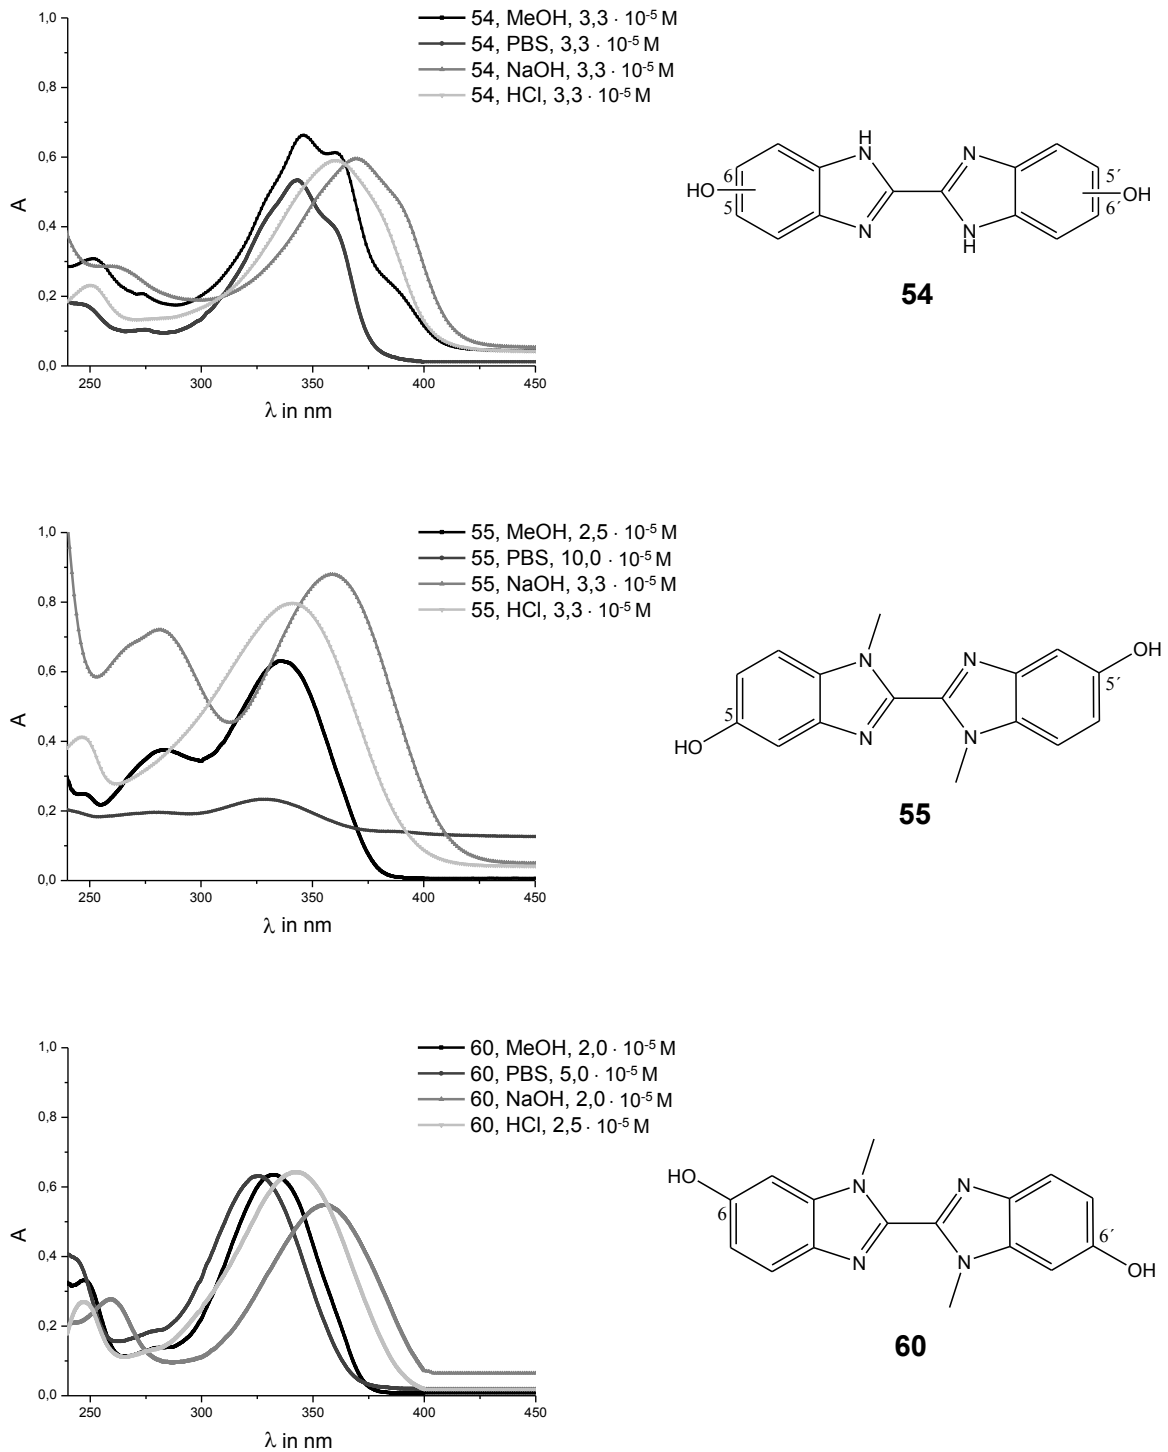 1,0
0,8
0,6
0,4
0,2
0,0
A
250
300
350
400
450
λ in nm
54, MeOH, 3,3 · 10⁻⁵ M
54, PBS, 3,3 · 10⁻⁵ M
54, NaOH, 3,3 · 10⁻⁵ M
54, HCl, 3,3 · 10⁻⁵ M
H
N
N
6
5´
HO
OH
5
6´
N
N
H
54
1,0
0,8
0,6
0,4
0,2
0,0
A
250
300
350
400
450
λ in nm
55, MeOH, 2,5 · 10⁻⁵ M
55, PBS, 10,0 · 10⁻⁵ M
55, NaOH, 3,3 · 10⁻⁵ M
55, HCl, 3,3 · 10⁻⁵ M
OH
N
N
5´
5
HO
N
N
55
1,0
0,8
0,6
0,4
0,2
0,0
A
250
300
350
400
450
λ in nm
60, MeOH, 2,0 · 10⁻⁵ M
60, PBS, 5,0 · 10⁻⁵ M
60, NaOH, 2,0 · 10⁻⁵ M
60, HCl, 2,5 · 10⁻⁵ M
HO
N
N
6
6´
N
N
OH
60